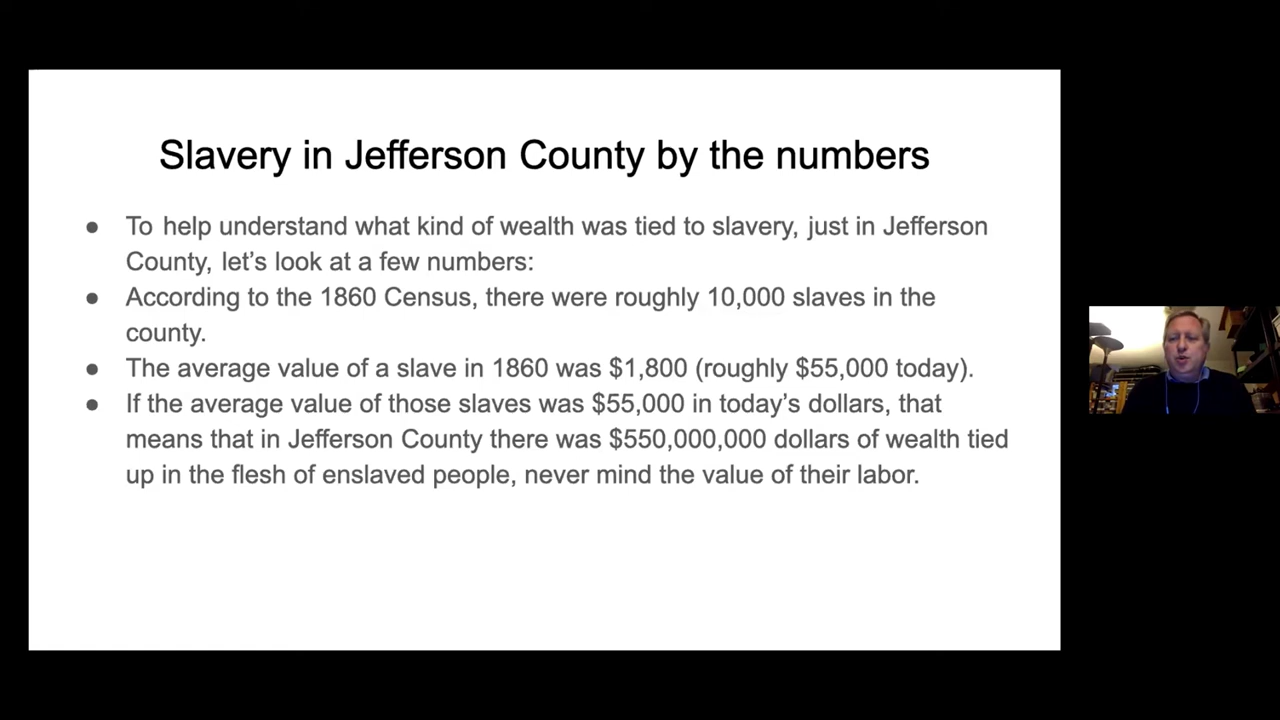 Slavery in Jefferson County by the numbers
● To help understand what kind of wealth was tied to slavery, just in Jefferson
County, let's look at a few numbers:
● According to the 1860 Census, there were roughly 10,000 slaves in the
county.
● The average value of a slave in 1860 was $1,800 (roughly $55,000 today).
● If the average value of those slaves was $55,000 in today's dollars, that
means that in Jefferson County there was $550,000,000 dollars of wealth tied
up in the flesh of enslaved people, never mind the value of their labor.